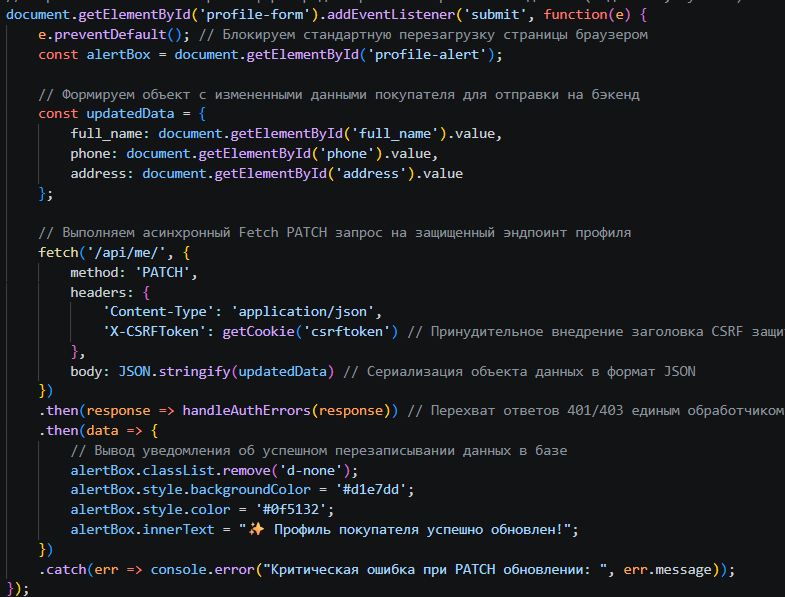 document.getElementById('profile-form').addEventListener('submit', function(e) {
    e.preventDefault(); // Блокируем стандартную перезагрузку страницы браузером
    const alertBox = document.getElementById('profile-alert');

    // Формируем объект с измененными данными покупателя для отправки на бэкенд
    const updatedData = {
        full_name: document.getElementById('full_name').value,
        phone: document.getElementById('phone').value,
        address: document.getElementById('address').value
    };

    // Выполняем асинхронный Fetch PATCH запрос на защищенный эндпоинт профиля
    fetch('/api/me/', {
        method: 'PATCH',
        headers: {
            'Content-Type': 'application/json',
            'X-CSRFToken': getCookie('csrftoken') // Принудительное внедрение заголовка CSRF защи
        },
        body: JSON.stringify(updatedData) // Сериализация объекта данных в формат JSON
    })
    .then(response => handleAuthErrors(response)) // Перехват ответов 401/403 единым обработчиком
    .then(data => {
        // Вывод уведомления об успешном перезаписывании данных в базе
        alertBox.classList.remove('d-none');
        alertBox.style.backgroundColor = '#d1e7dd';
        alertBox.style.color = '#0f5132';
        alertBox.innerText = "✨ Профиль покупателя успешно обновлен!";
    })
    .catch(err => console.error("Критическая ошибка при PATCH обновлении: ", err.message));
});